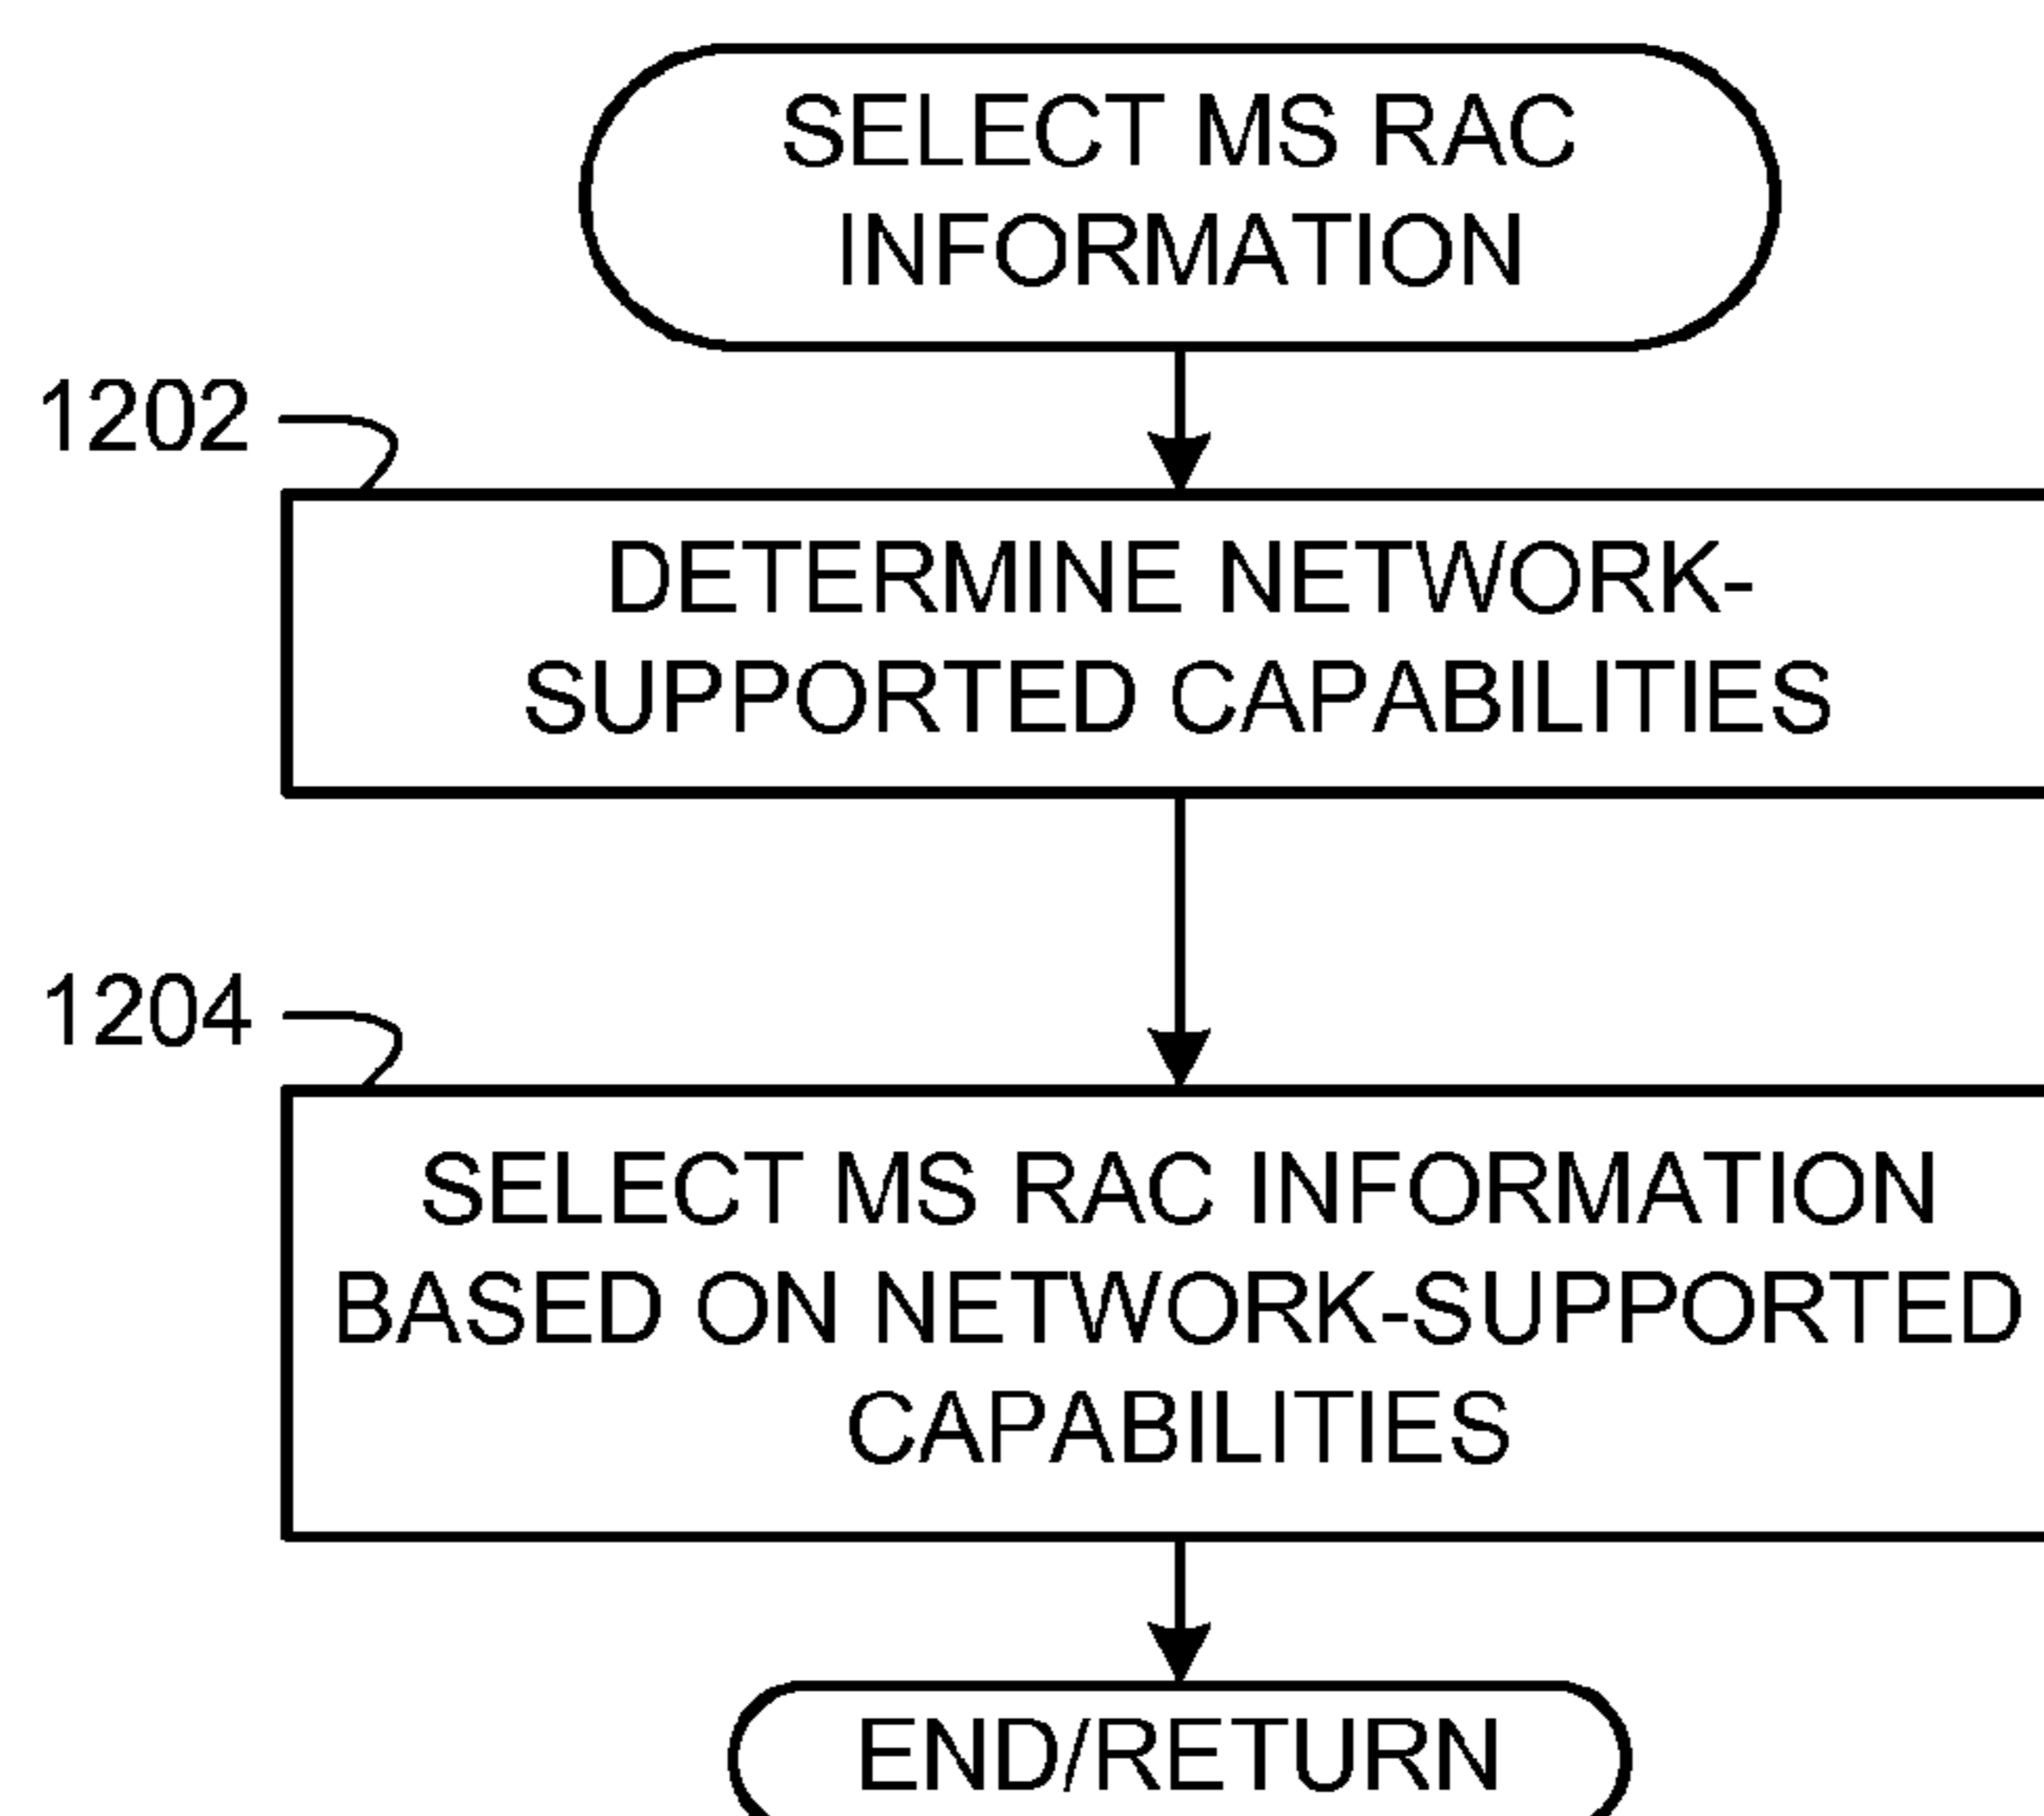 SELECT MS RAC
INFORMATION
1202
DETERMINE NETWORK-
SUPPORTED CAPABILITIES
1204
SELECT MS RAC INFORMATION
BASED ON NETWORK-SUPPORTED
CAPABILITIES
END/RETURN